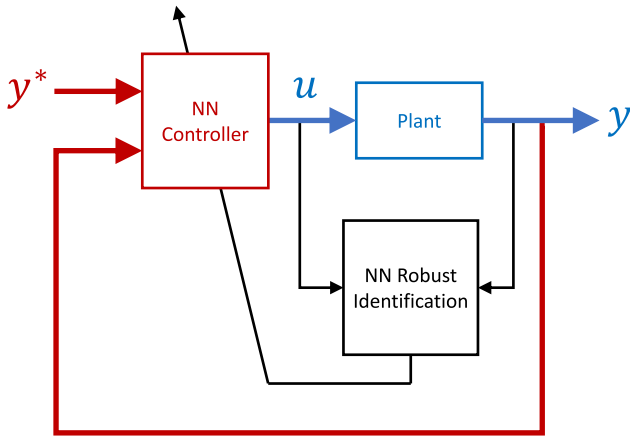 y*
NN
Controller
u
Plant
y
NN Robust
Identification